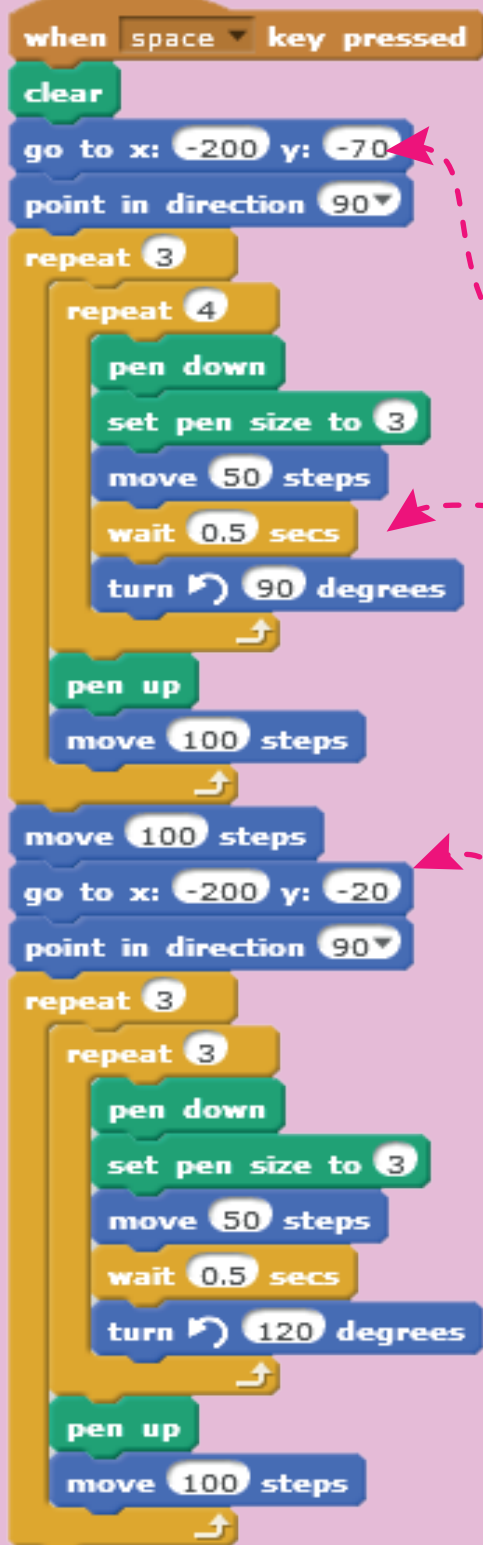 when space key pressed
clear
go to x: -200 y: -70
point in direction 90
repeat 3
repeat 4
pen down
set pen size to 3
move 50 steps
wait 0.5 secs
turn 90 degrees
pen up
move 100 steps
move 100 steps
go to x: -200 y: -20
point in direction 90
repeat 3
repeat 3
pen down
set pen size to 3
move 50 steps
wait 0.5 secs
turn 120 degrees
pen up
move 100 steps